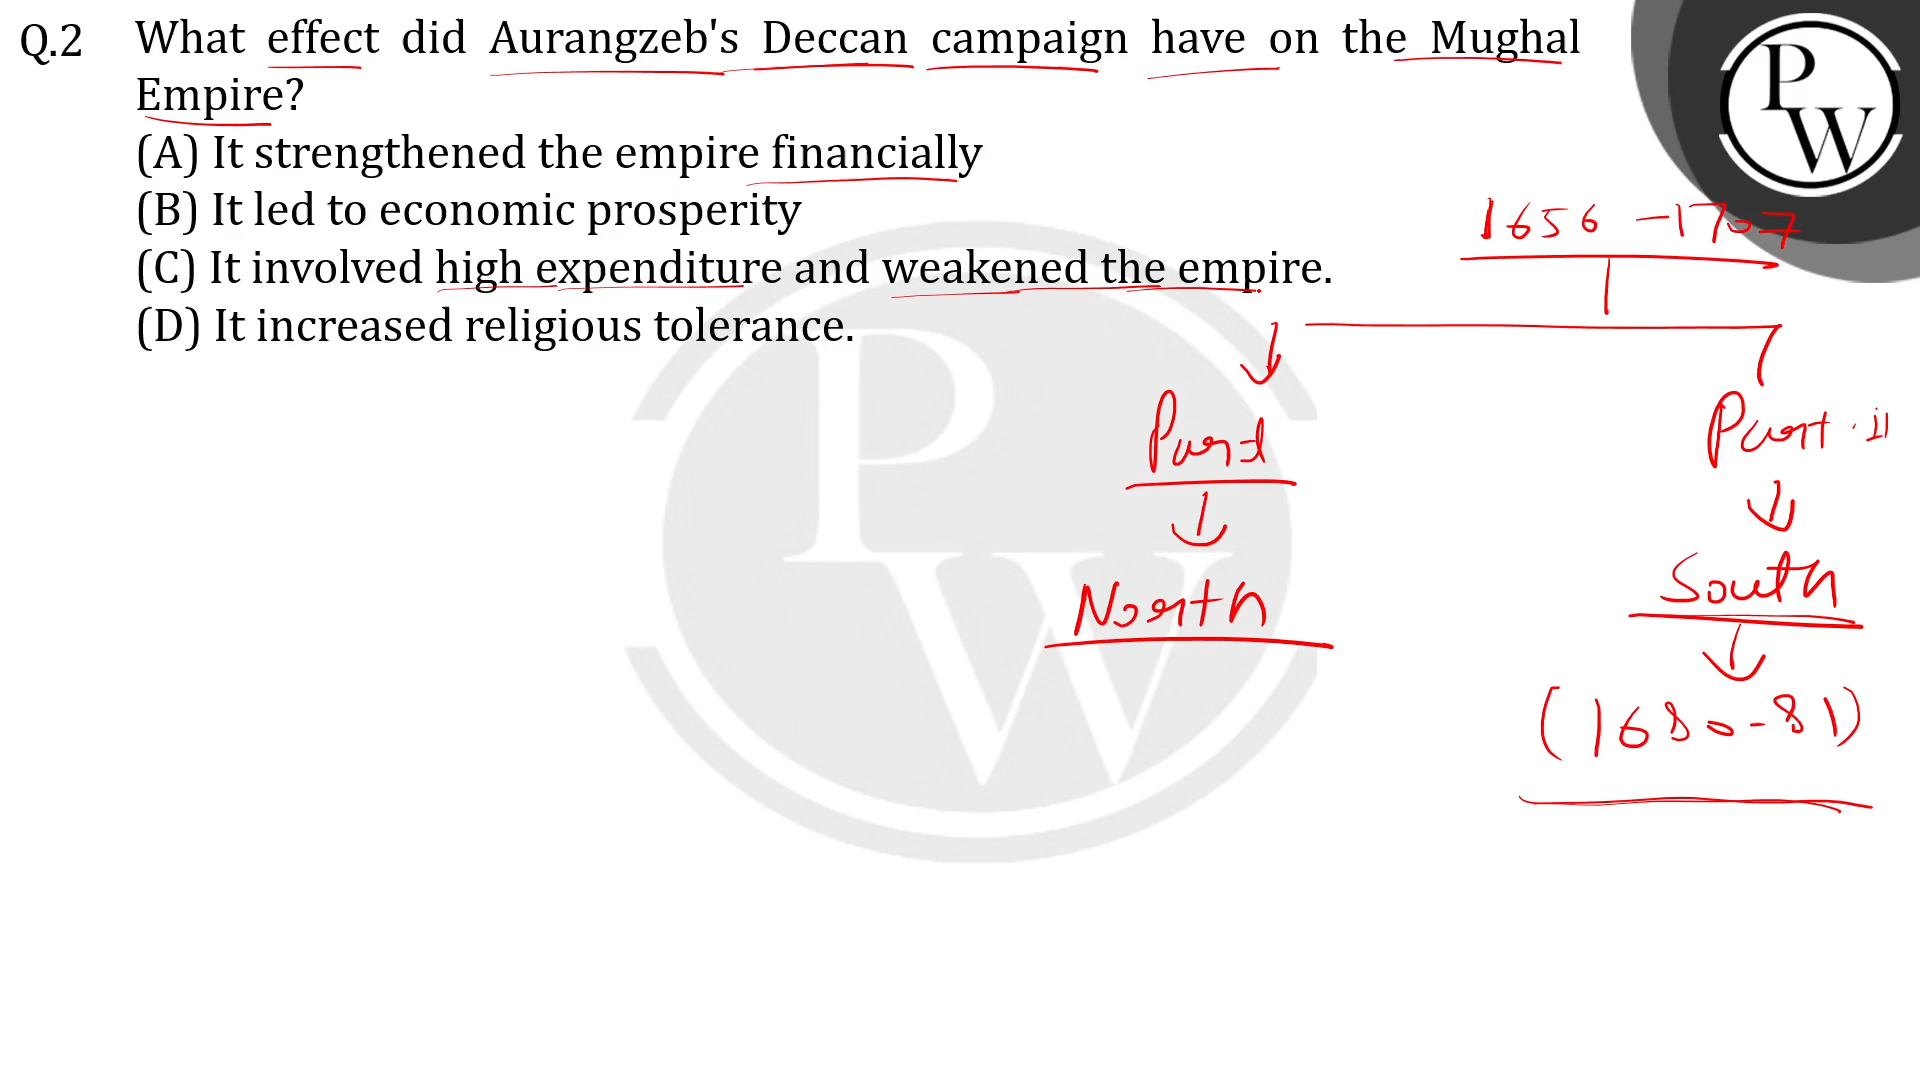 Q.2 What effect did Aurangzeb's Deccan campaign have on the Mughal
Empire?
(A) It strengthened the empire financially
(B) It led to economic prosperity
(C) It involved high expenditure and weakened the empire.
(D) It increased religious tolerance.
PW
1656 - 1707
Part-I
North
Part-II
South
(1680-81)
PW